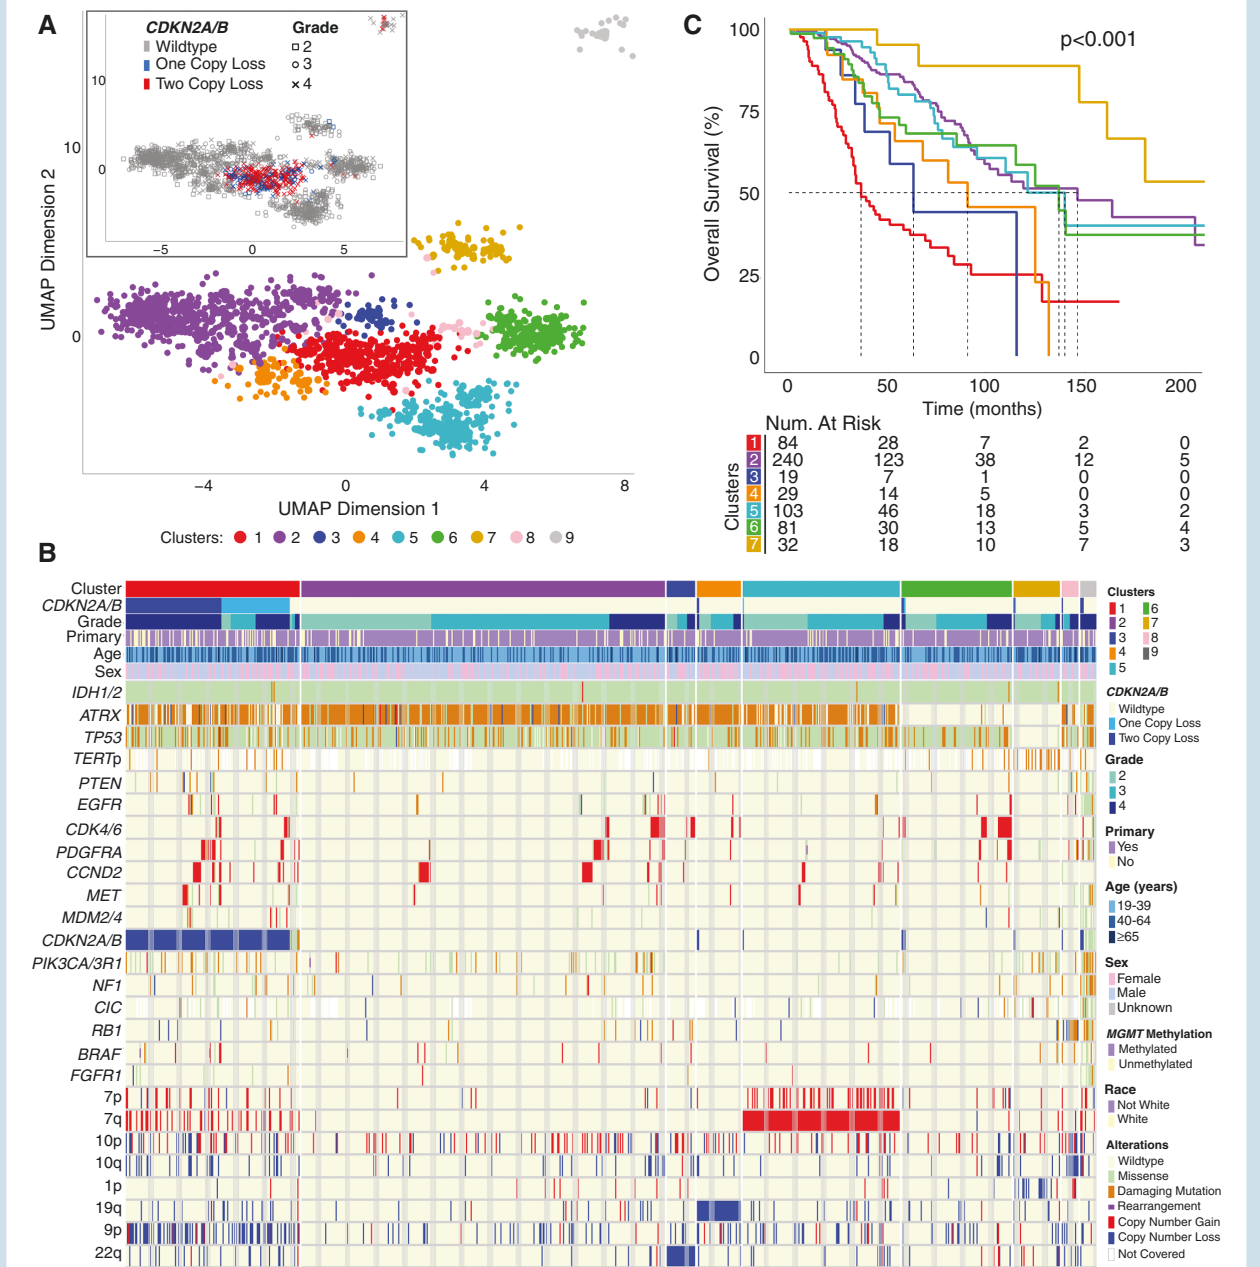 A
CDKN2A/B
Wildtype
One Copy Loss
Two Copy Loss
Grade
2
3
4
10
0
−5
0
5
UMAP Dimension 2
10
0
−4
0
4
8
UMAP Dimension 1
Clusters: 1 2 3 4 5 6 7 8 9
C
p<0.001
Overall Survival (%)
100
75
50
25
0
0 50 100 150 200
Time (months)
Num. At Risk
Clusters
1 84 28 7 2 0
2 240 123 38 12 5
3 19 7 1 0 0
4 29 14 5 0 0
5 103 46 18 3 2
6 81 30 13 5 4
7 32 18 10 7 3
B
Cluster
CDKN2A/B
Grade
Primary
Age
Sex
IDH1/2
ATRX
TP53
TERTp
PTEN
EGFR
CDK4/6
PDGFRA
CCND2
MET
MDM2/4
CDKN2A/B
PIK3CA/3R1
NF1
CIC
RB1
BRAF
FGFR1
7p
7q
10p
10q
1p
19q
9p
22q
Clusters
1 6
2 7
3 8
4 9
5
CDKN2A/B
Wildtype
One Copy Loss
Two Copy Loss
Grade
2
3
4
Primary
Yes
No
Age (years)
19-39
40-64
≥65
Sex
Female
Male
Unknown
MGMT Methylation
Methylated
Unmethylated
Race
Not White
White
Alterations
Wildtype
Missense
Damaging Mutation
Rearrangement
Copy Number Gain
Copy Number Loss
Not Covered